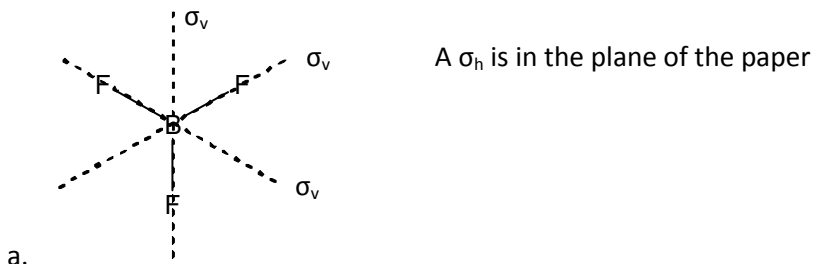 σᵥ
σᵥ
A σₕ is in the plane of the paper
F
F
B
σᵥ
F
a.